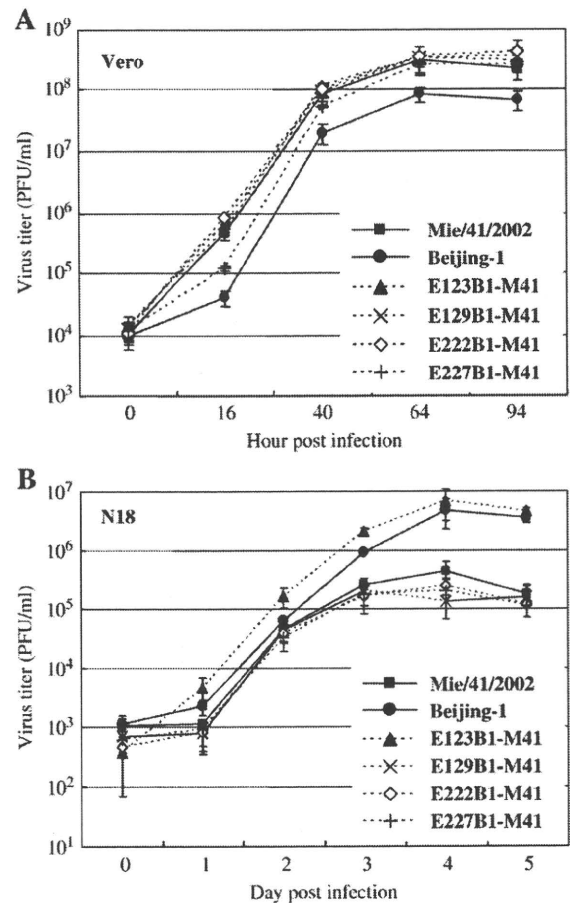 A
Vero
Virus titer (PFU/ml)
10⁹
10⁸
10⁷
10⁶
10⁵
10⁴
10³
Mie/41/2002
Beijing-1
E123B1-M41
E129B1-M41
E222B1-M41
E227B1-M41
0 16 40 64 94
Hour post infection
B
N18
Virus titer (PFU/ml)
10⁷
10⁶
10⁵
10⁴
10³
10²
10¹
Mie/41/2002
Beijing-1
E123B1-M41
E129B1-M41
E222B1-M41
E227B1-M41
0 1 2 3 4 5
Day post infection